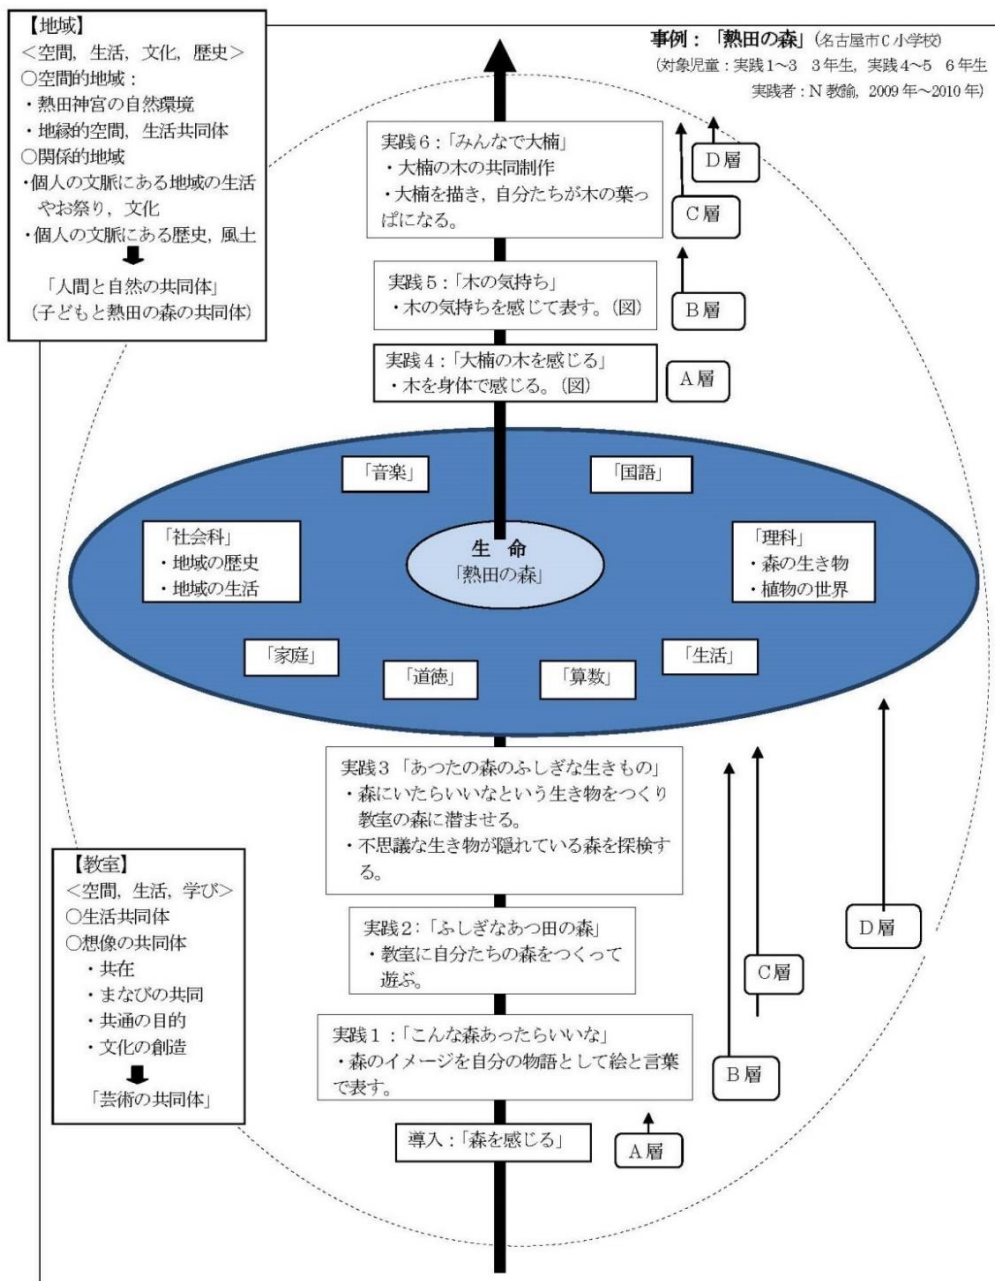 【地域】
<空間, 生活, 文化, 歴史>
○空間的地域:
・熱田神宮の自然環境
・地縁的空間, 生活共同体
○関係的地域
・個人の文脈にある地域の生活
やお祭り, 文化
・個人の文脈にある歴史, 風土
「人間と自然の共同体」
(子どもと熱田の森の共同体)
事例:「熱田の森」(名古屋市C小学校)
(対象児童:実践1~3 3年生, 実践4~5 6年生
実践者:N教諭, 2009年~2010年)
実践6:「みんなで大楠」
・大楠の木の共同制作
・大楠を描き, 自分たちが木の葉っ
ぱになる。
D層
C層
実践5:「木の気持ち」
・木の気持ちを感じて表す。(図)
B層
実践4:「大楠の木を感じる」
・木を身体で感じる。(図)
A層
「音楽」
「国語」
「社会科」
・地域の歴史
・地域の生活
生 命
「熱田の森」
「理科」
・森の生き物
・植物の世界
「家庭」
「道徳」
「算数」
「生活」
実践3「あつたの森のふしぎな生きもの」
・森にいたらいいなという生き物をつくり
教室の森に潜ませる。
・不思議な生き物が隠れている森を探検す
る。
【教室】
<空間, 生活, 学び>
○生活共同体
○想像の共同体
・共在
・まなびの共同
・共通の目的
・文化の創造
「芸術の共同体」
実践2:「ふしぎなあつ田の森」
・教室に自分たちの森をつくって
遊ぶ。
D層
C層
実践1:「こんな森あったらいいな」
・森のイメージを自分の物語として絵と言葉
で表す。
B層
導入:「森を感じる」
A層